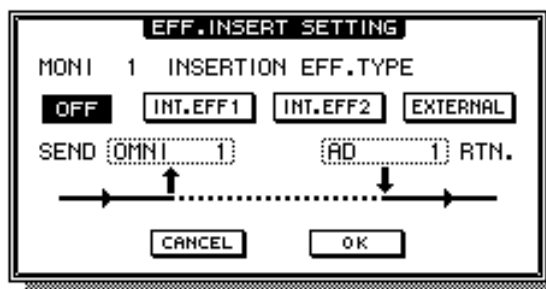 EFF.INSERT SETTING
MONI 1 INSERTION EFF.TYPE
OFF INT.EFF1 INT.EFF2 EXTERNAL
SEND OMNI 1 AD 1 RTN.
CANCEL OK